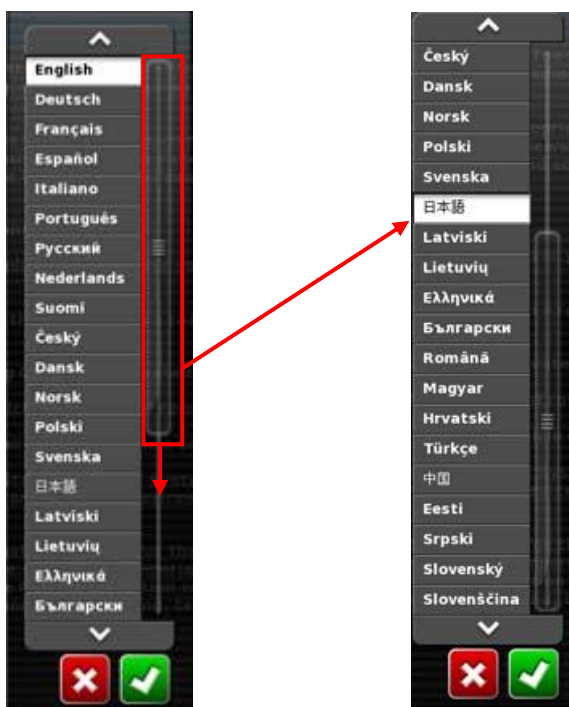 English
Deutsch
Français
Español
Italiano
Português
Русский
Nederlands
Suomi
Český
Dansk
Norsk
Polski
Svenska
日本語
Latviski
Lietuvių
Ελληνικά
Български
Český
Dansk
Norsk
Polski
Svenska
日本語
Latviski
Lietuvių
Ελληνικά
Български
Română
Magyar
Hrvatski
Türkçe
中国
Eesti
Srpski
Slovenský
Slovenščina